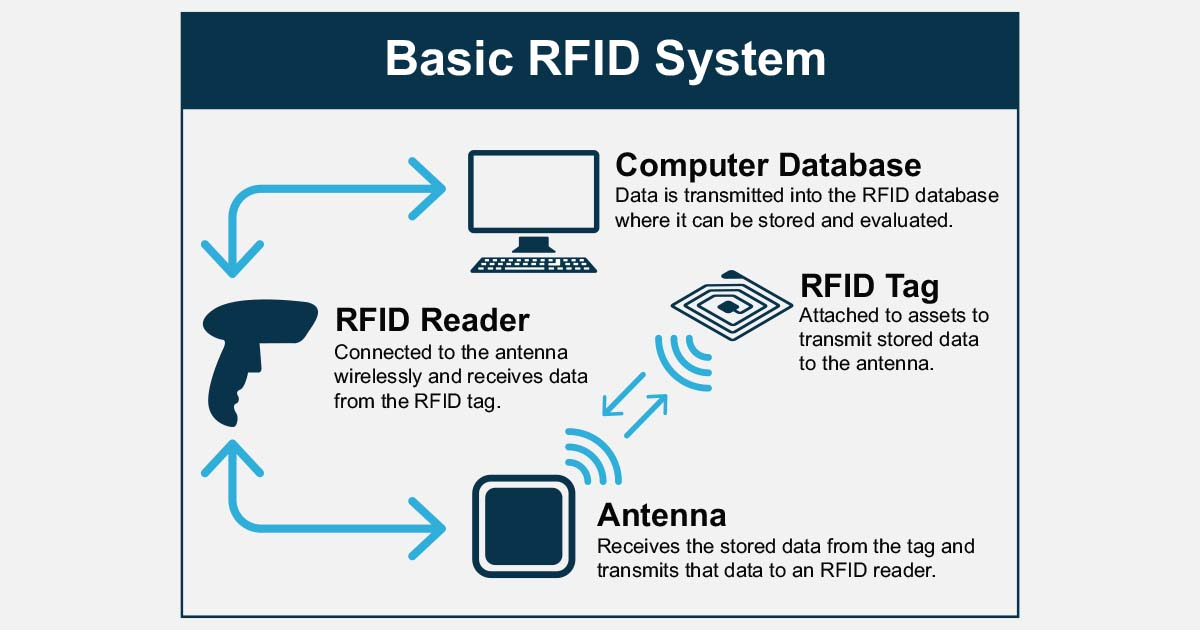 Basic RFID System
Computer Database
Data is transmitted into the RFID database
where it can be stored and evaluated.
RFID Tag
Attached to assets to
transmit stored data
to the antenna.
RFID Reader
Connected to the antenna
wirelessly and receives data
from the RFID tag.
Antenna
Receives the stored data from the tag and
transmits that data to an RFID reader.